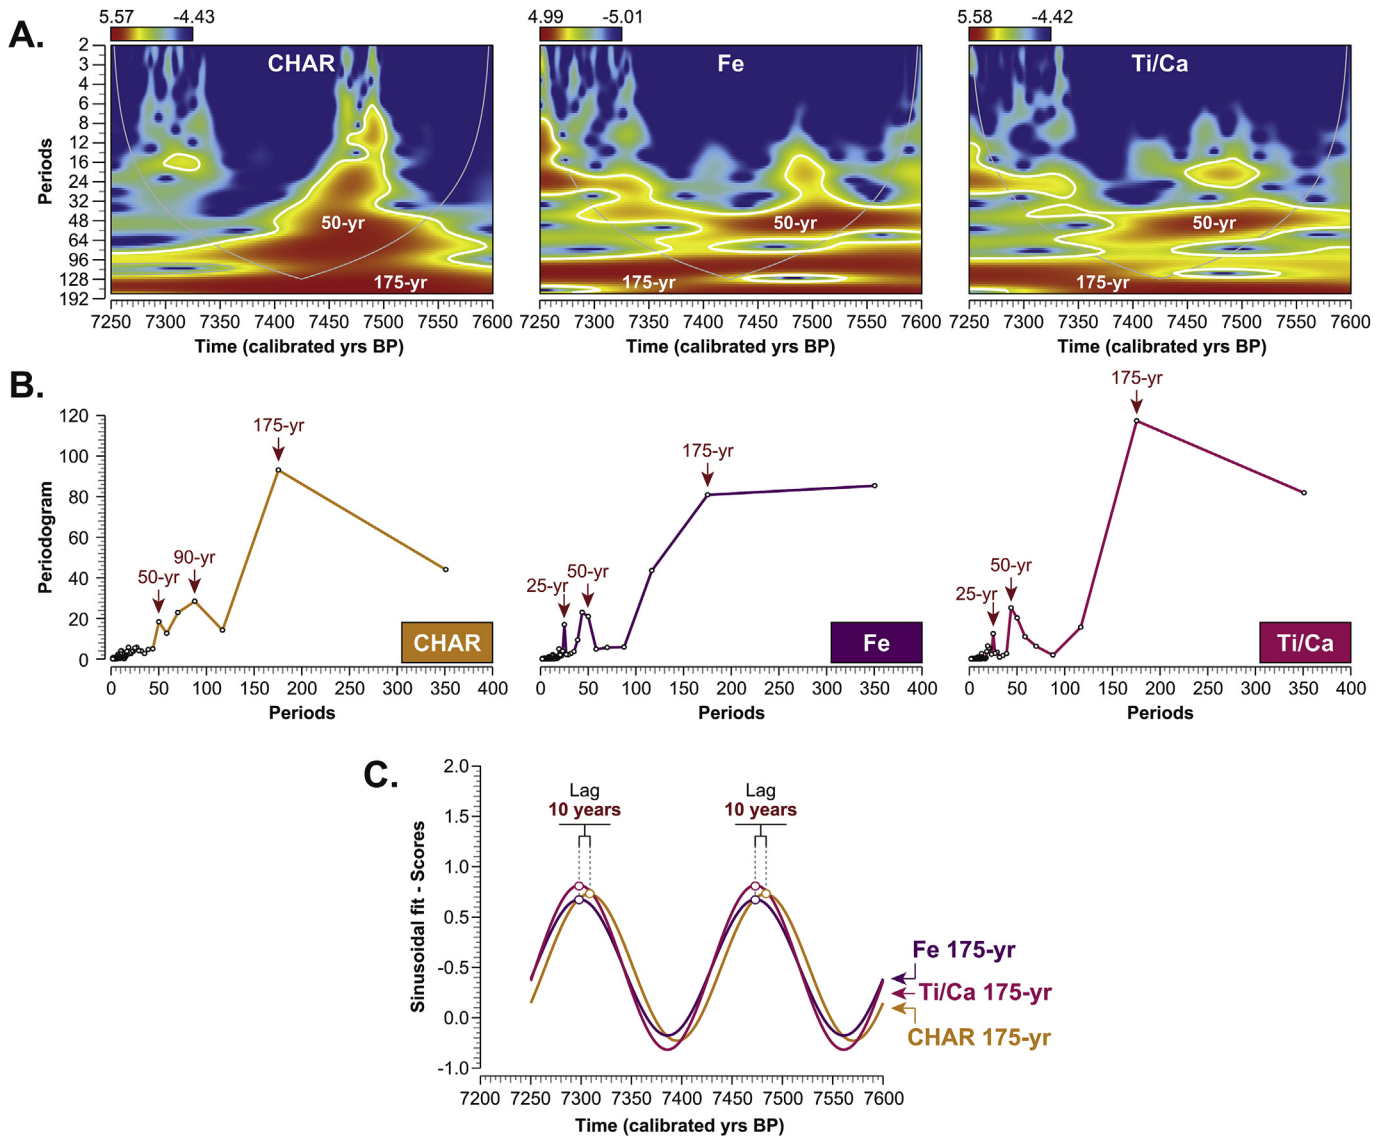 A.
5.57 -4.43
4.99 -5.01
5.58 -4.42
CHAR
Fe
Ti/Ca
Periods
2
3
4
6
8
12
16
24
32
48
64
96
128
192
50-yr
175-yr
50-yr
175-yr
50-yr
175-yr
7250 7300 7350 7400 7450 7500 7550 7600
7250 7300 7350 7400 7450 7500 7550 7600
7250 7300 7350 7400 7450 7500 7550 7600
Time (calibrated yrs BP)
Time (calibrated yrs BP)
Time (calibrated yrs BP)
B.
Periodogram
120
100
80
60
40
20
0
175-yr
90-yr
50-yr
CHAR
0 50 100 150 200 250 300 350 400
Periods
175-yr
50-yr
25-yr
Fe
0 50 100 150 200 250 300 350 400
Periods
175-yr
50-yr
25-yr
Ti/Ca
0 50 100 150 200 250 300 350 400
Periods
C.
Sinusoidal fit - Scores
2.0
1.5
1.0
0.5
-0.5
0.0
-1.0
Lag
10 years
Lag
10 years
Fe 175-yr
Ti/Ca 175-yr
CHAR 175-yr
7200 7250 7300 7350 7400 7450 7500 7550 7600
Time (calibrated yrs BP)